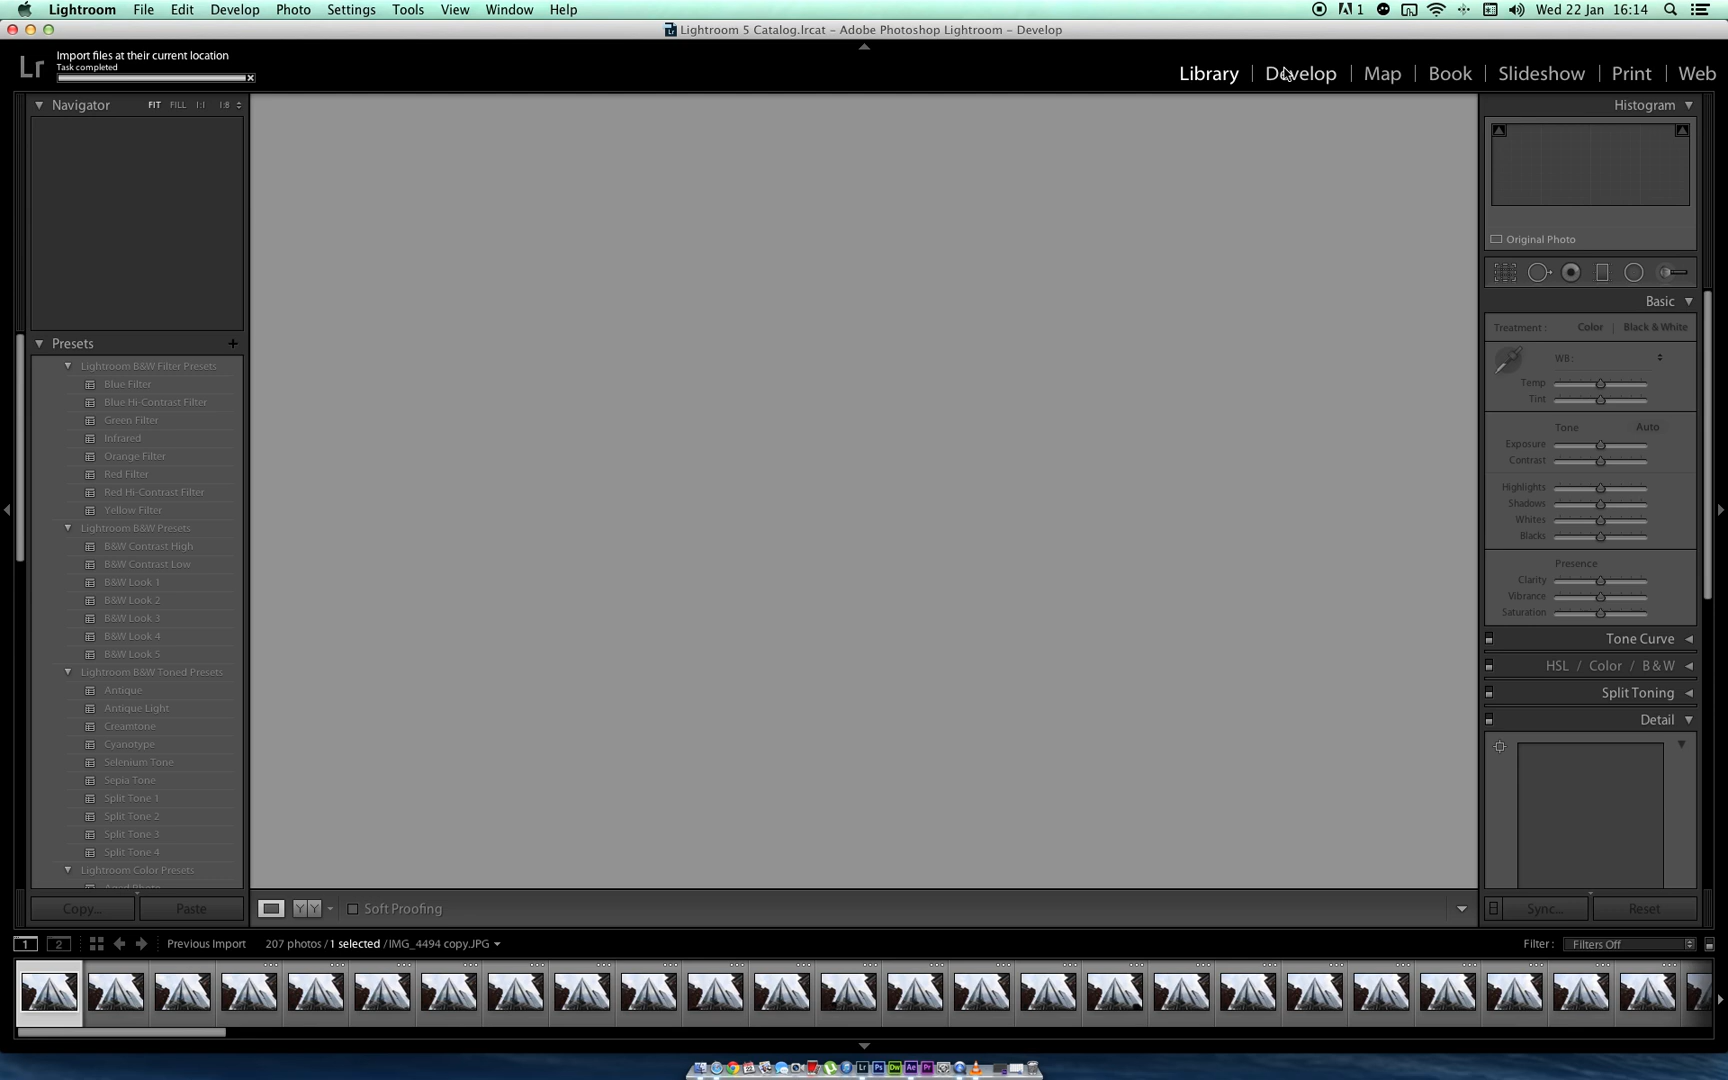 Lightroom File Edit Develop Photo Settings Tools View Window Help 1 Wed 22 Jan 16:14
Lightroom 5 Catalog.lrcat – Adobe Photoshop Lightroom – Develop
Lr
Import files at their current location
Task completed
Library | Develop | Map | Book | Slideshow | Print | Web
Navigator FIT FILL 1:1 1:8
Presets +
Lightroom B&W Filter Presets
Blue Filter
Blue Hi-Contrast Filter
Green Filter
Infrared
Orange Filter
Red Filter
Red Hi-Contrast Filter
Yellow Filter
Lightroom B&W Presets
B&W Contrast High
B&W Contrast Low
B&W Look 1
B&W Look 2
B&W Look 3
B&W Look 4
B&W Look 5
Lightroom B&W Toned Presets
Antique
Antique Light
Creamtone
Cyanotype
Selenium Tone
Sepia Tone
Split Tone 1
Split Tone 2
Split Tone 3
Split Tone 4
Lightroom Color Presets
Copy... Paste
YY Soft Proofing
Histogram
Original Photo
Basic
Treatment : Color | Black & White
WB:
Temp
Tint
Tone Auto
Exposure
Contrast
Highlights
Shadows
Whites
Blacks
Presence
Clarity
Vibrance
Saturation
Tone Curve
HSL / Color / B & W
Split Toning
Detail
Sync... Reset
1 2 Previous Import 207 photos / 1 selected / IMG_4494 copy.JPG Filter : Filters Off
Lr Ps Dw Ae Pr